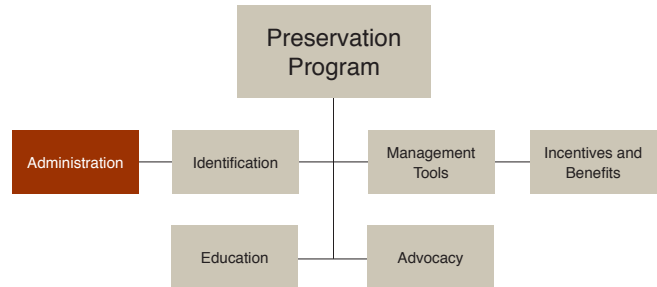 Preservation
Program
Administration
Identification
Management
Tools
Incentives and
Benefits
Education
Advocacy